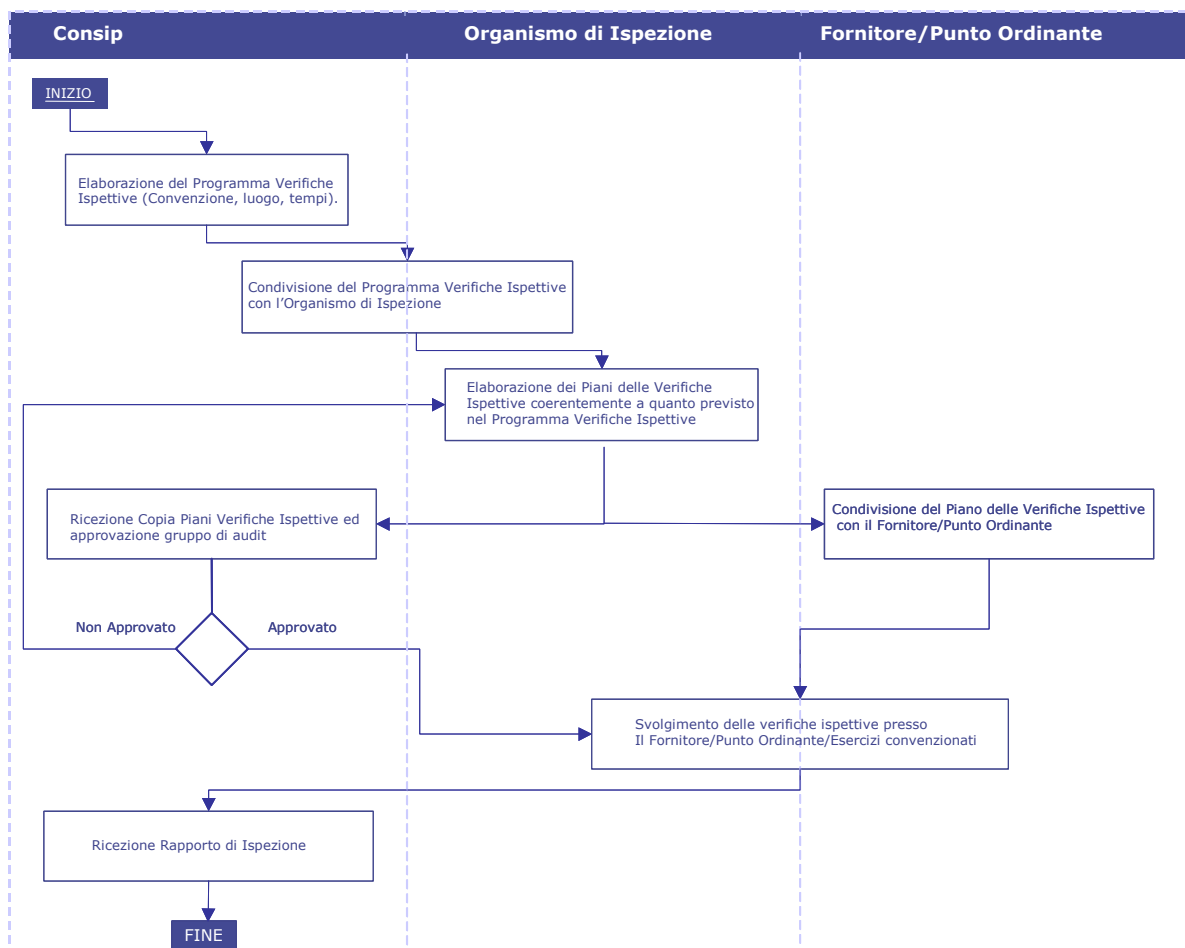 Consip
Organismo di Ispezione
Fornitore/Punto Ordinante
INIZIO
Elaborazione del Programma Verifiche
Ispettive (Convenzione, luogo, tempi).
Condivisione del Programma Verifiche Ispettive
con l'Organismo di Ispezione
Elaborazione dei Piani delle Verifiche
Ispettive coerentemente a quanto previsto
nel Programma Verifiche Ispettive
Ricezione Copia Piani Verifiche Ispettive ed
approvazione gruppo di audit
Condivisione del Piano delle Verifiche Ispettive
con il Fornitore/Punto Ordinante
Non Approvato
Approvato
Svolgimento delle verifiche ispettive presso
Il Fornitore/Punto Ordinante/Esercizi convenzionati
Ricezione Rapporto di Ispezione
FINE